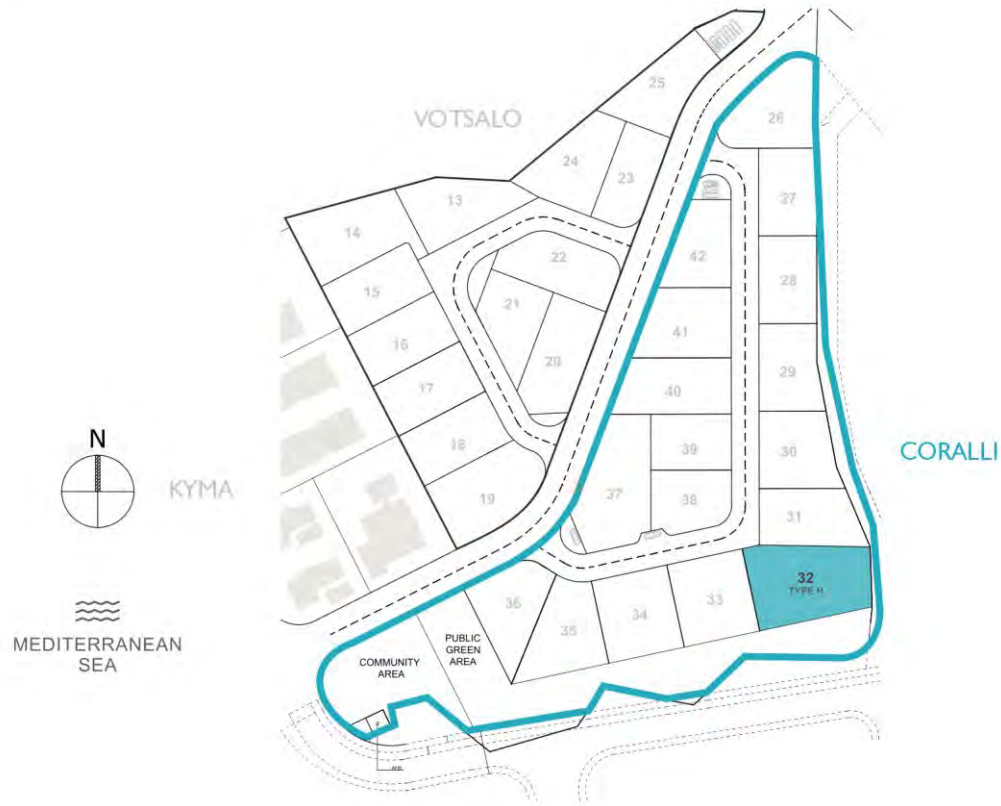 25
VOTSALO
26
24
23
13
27
14
22
42
28
15
21
16
41
20
29
17
40
N
18
39
30
CORALLI
KYMA
19
37
38
31
32
TYPE H
36
33
34
35
MEDITERRANEAN
SEA
PUBLIC
GREEN
AREA
COMMUNITY
AREA
P